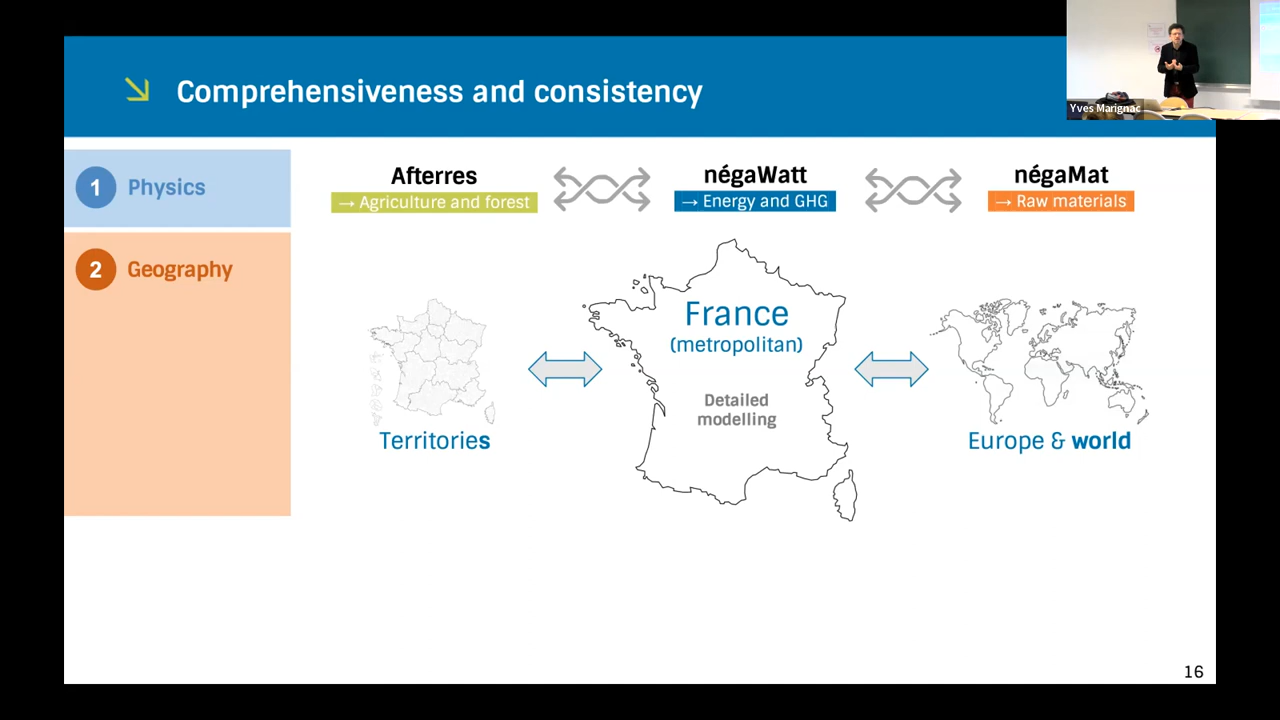 Comprehensiveness and consistency
Yves Marignac
1 Physics
Afterres
→ Agriculture and forest
négaWatt
→ Energy and GHG
négaMat
→ Raw materials
2 Geography
France
(metropolitan)
Detailed
modelling
Territories
Europe & world
16